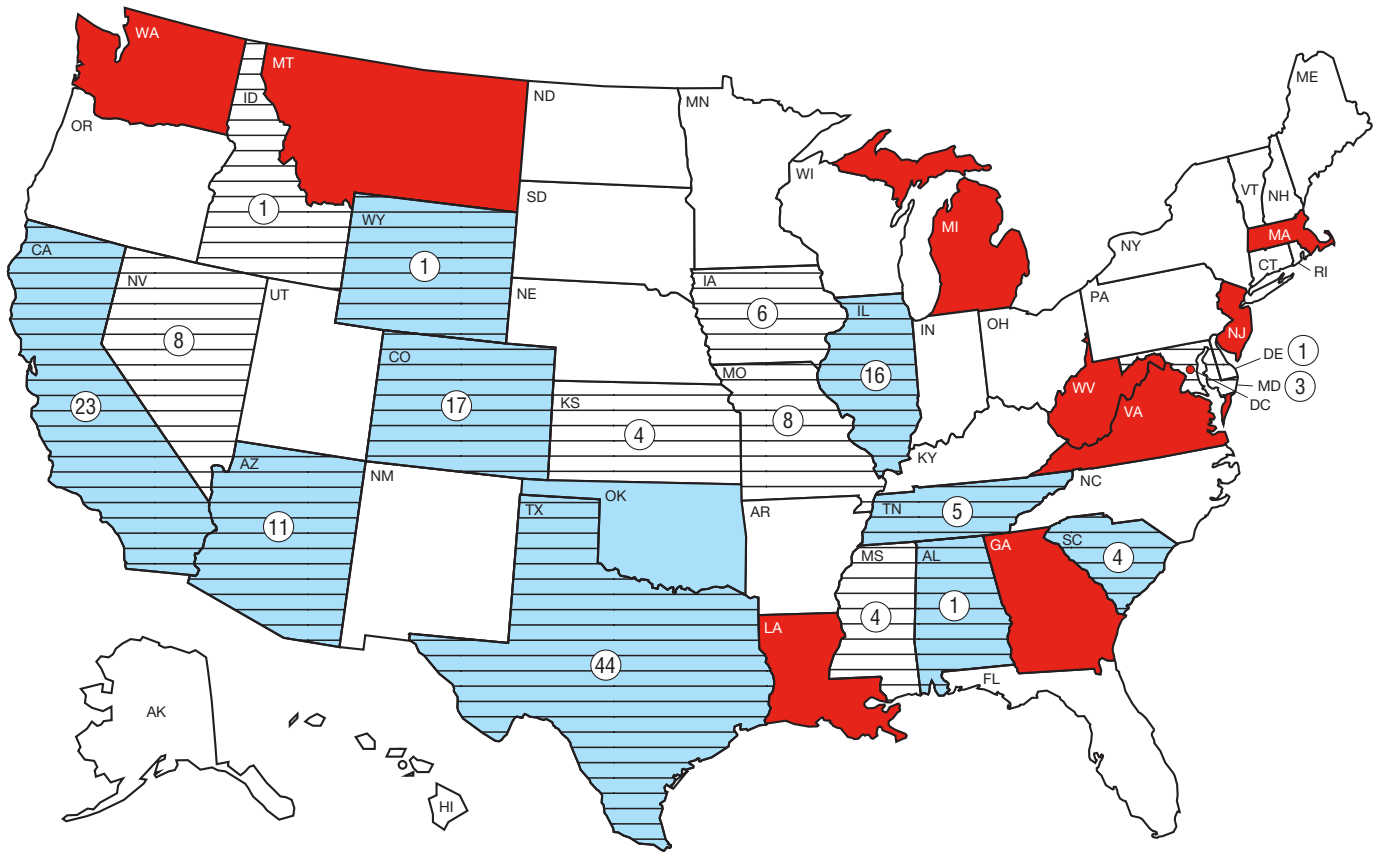 WA
MT
ME
ND
MN
ID
OR
WI
VT
NH
SD
1
WY
MI
MA
NY
CA
1
CT
RI
NV
UT
NE
IA
6
IL
PA
IN
OH
NJ
8
CO
DE 1
MO
16
MD 3
WV
DC
23
17
KS
4
8
VA
AZ
KY
NM
OK
NC
TX
AR
TN
5
11
SC
MS
AL
GA
4
1
4
LA
44
FL
AK
HI